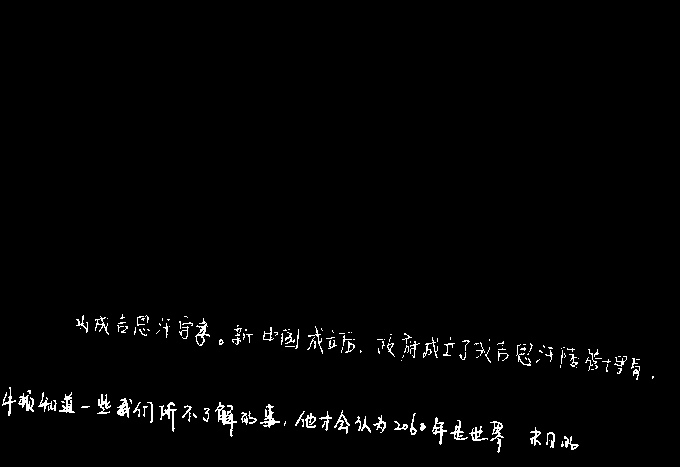 为成吉思汗守孝。新中国成立后,政府成立了成吉思汗陵管理局,
牛顿知道一些我们所不了解的事,他才会认为2060年是世界 末日的